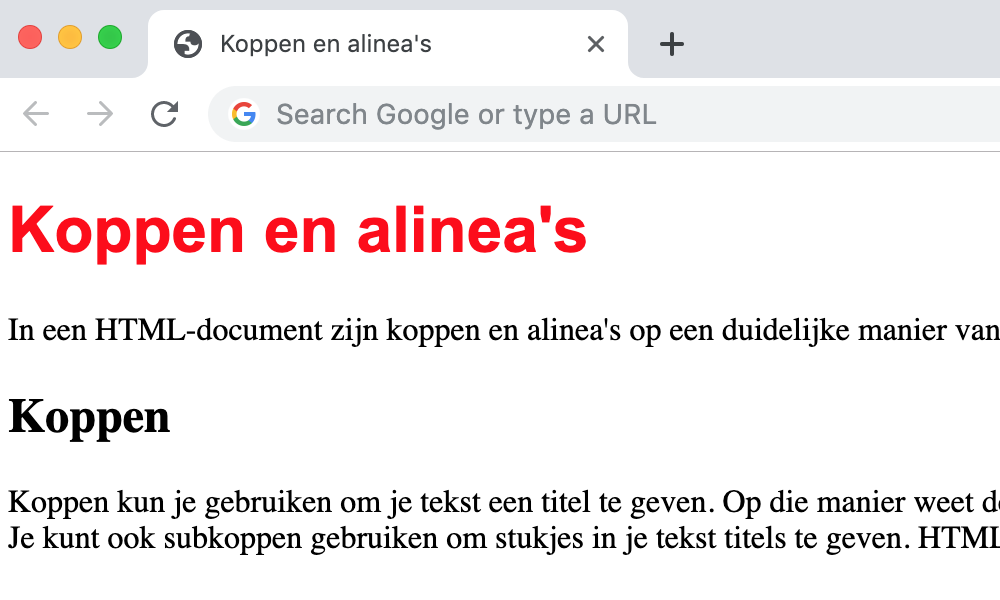 Koppen en alinea's
Search Google or type a URL
Koppen en alinea's
In een HTML-document zijn koppen en alinea's op een duidelijke manier van
Koppen
Koppen kun je gebruiken om je tekst een titel te geven. Op die manier weet
Je kunt ook subkoppen gebruiken om stukjes in je tekst titels te geven. HTML